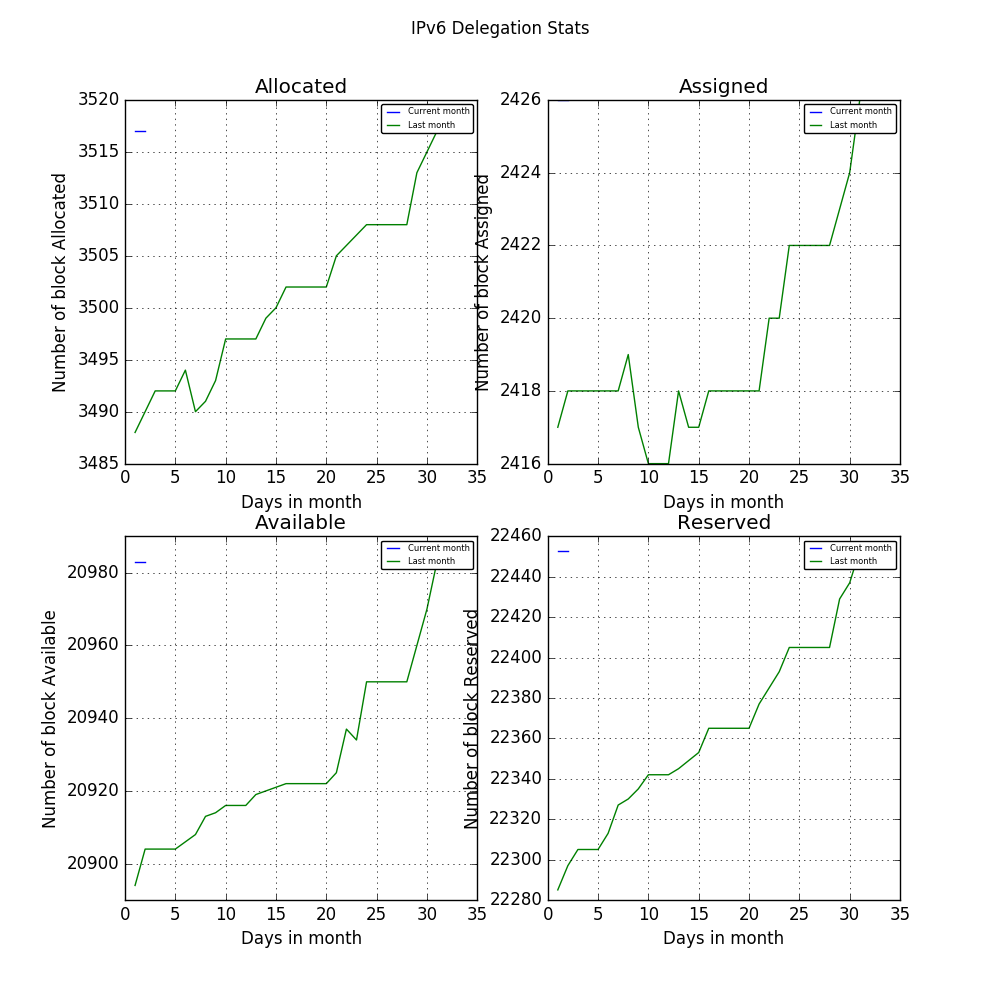 IPv6 Delegation Stats
Allocated
Number of block Allocated
3520
3515
3510
3505
3500
3495
3490
3485
0 5 10 15 20 25 30 35
Days in month
Current month
Last month
Assigned
Number of block Assigned
2426
2424
2422
2420
2418
2416
0 5 10 15 20 25 30 35
Days in month
Current month
Last month
Available
Number of block Available
20980
20960
20940
20920
20900
0 5 10 15 20 25 30 35
Days in month
Current month
Last month
Reserved
Number of block Reserved
22460
22440
22420
22400
22380
22360
22340
22320
22300
22280
0 5 10 15 20 25 30 35
Days in month
Current month
Last month